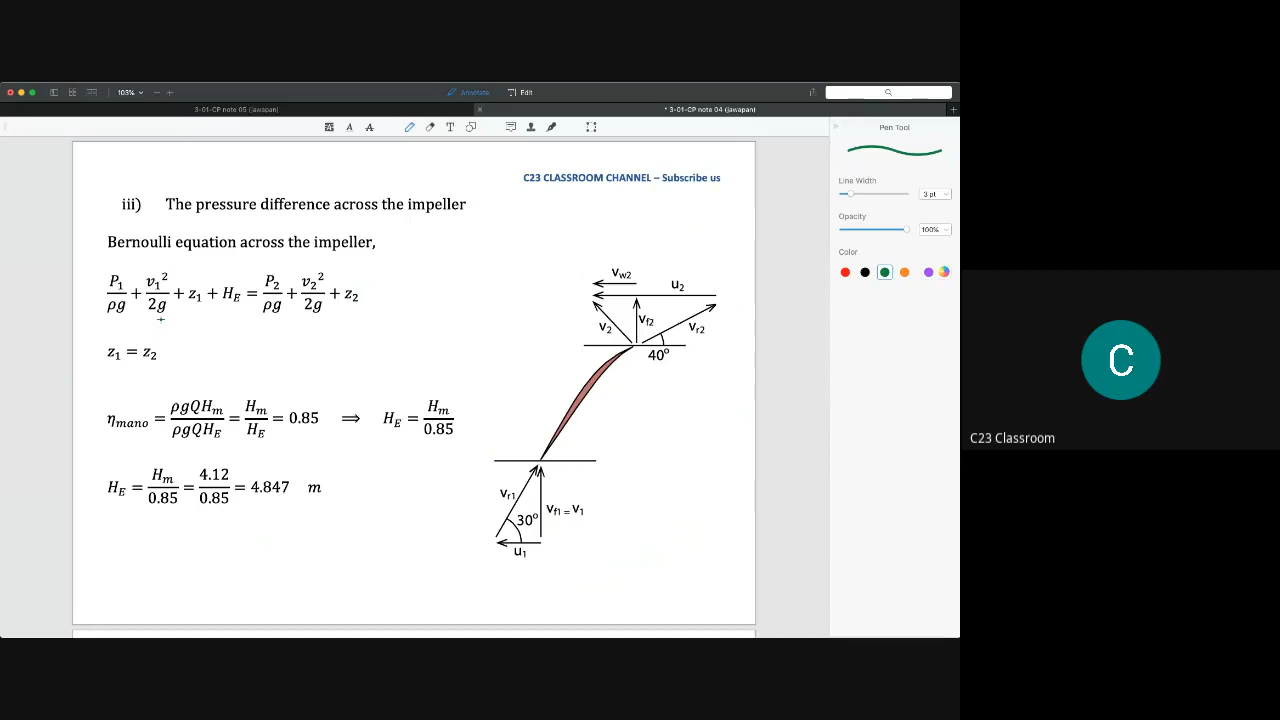 103%
Annotate
Edit
3-01-CP note 05 (jawapan)
* 3-01-CP note 04 (jawapan)
Pen Tool
Line Width
3 pt
Opacity
100%
Color
C23 CLASSROOM CHANNEL – Subscribe us
iii) The pressure difference across the impeller
Bernoulli equation across the impeller,
P₁/ρg + v₁²/2g + z₁ + H_E = P₂/ρg + v₂²/2g + z₂
z₁ = z₂
η_mano = ρgQH_m/ρgQH_E = H_m/H_E = 0.85 ⟹ H_E = H_m/0.85
H_E = H_m/0.85 = 4.12/0.85 = 4.847 m
v_w2
u₂
v₂
v_f2
v_r2
40°
v_r1
30°
v_f1 = v₁
u₁
C
C23 Classroom